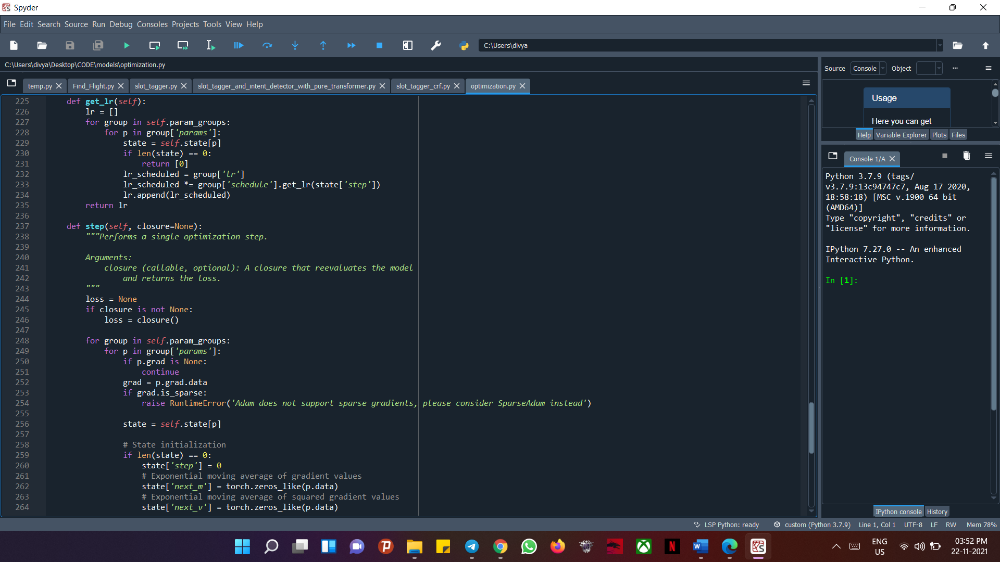 Spyder
File Edit Search Source Run Debug Consoles Projects Tools View Help
C:\Users\divya
C:\Users\divya\Desktop\CODE\models\optimization.py
temp.py Find_Flight.py slot_tagger.py slot_tagger_and_intent_detector_with_pure_transformer.py slot_tagger_crf.py optimization.py
225 def get_lr(self):
226 lr = []
227 for group in self.param_groups:
228 for p in group['params']:
229 state = self.state[p]
230 if len(state) == 0:
231 return [0]
232 lr_scheduled = group['lr']
233 lr_scheduled *= group['schedule'].get_lr(state['step'])
234 lr.append(lr_scheduled)
235 return lr
236
237 def step(self, closure=None):
238 """Performs a single optimization step.
239
240 Arguments:
241 closure (callable, optional): A closure that reevaluates the model
242 and returns the loss.
243 """
244 loss = None
245 if closure is not None:
246 loss = closure()
247
248 for group in self.param_groups:
249 for p in group['params']:
250 if p.grad is None:
251 continue
252 grad = p.grad.data
253 if grad.is_sparse:
254 raise RuntimeError('Adam does not support sparse gradients, please consider SparseAdam instead')
255
256 state = self.state[p]
257
258 # State initialization
259 if len(state) == 0:
260 state['step'] = 0
261 # Exponential moving average of gradient values
262 state['next_m'] = torch.zeros_like(p.data)
263 # Exponential moving average of squared gradient values
264 state['next_v'] = torch.zeros_like(p.data)
Source Console Object
Usage
Here you can get
Help Variable Explorer Plots Files
Console 1/A
Python 3.7.9 (tags/
v3.7.9:13c94747c7, Aug 17 2020,
18:58:18) [MSC v.1900 64 bit
(AMD64)]
Type "copyright", "credits" or
"license" for more information.
IPython 7.27.0 -- An enhanced
Interactive Python.
In [1]:
IPython console History
LSP Python: ready custom (Python 3.7.9) Line 1, Col 1 UTF-8 LF RW Mem 78%
ENG
US
03:52 PM
22-11-2021